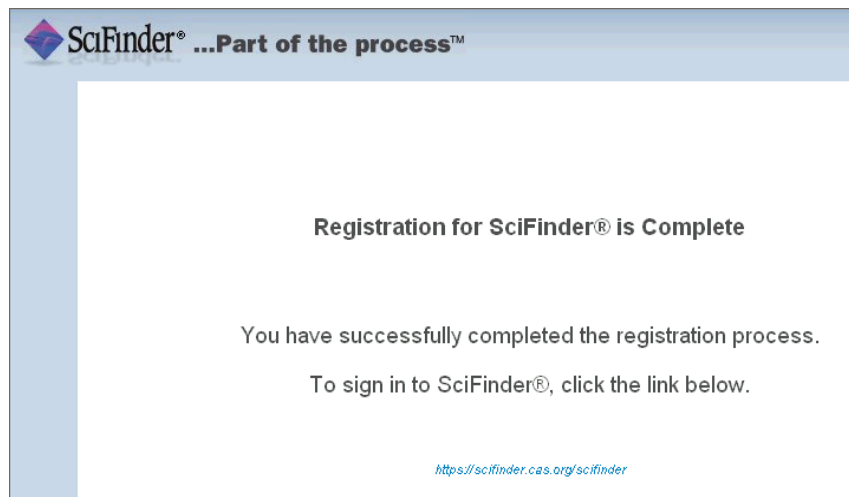 SciFinder® ...Part of the process™
Registration for SciFinder® is Complete
You have successfully completed the registration process.
To sign in to SciFinder®, click the link below.
https://scifinder.cas.org/scifinder